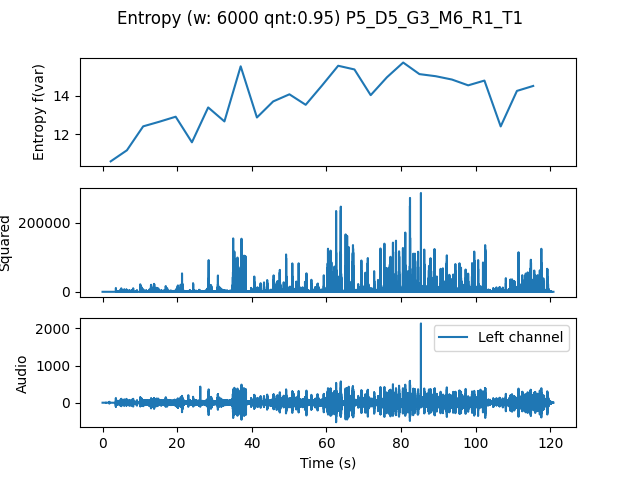 Entropy (w: 6000 qnt:0.95) P5_D5_G3_M6_R1_T1
Entropy f(var)
14
12
Squared
200000
0
Audio
2000
1000
0
Left channel
0 20 40 60 80 100 120
Time (s)